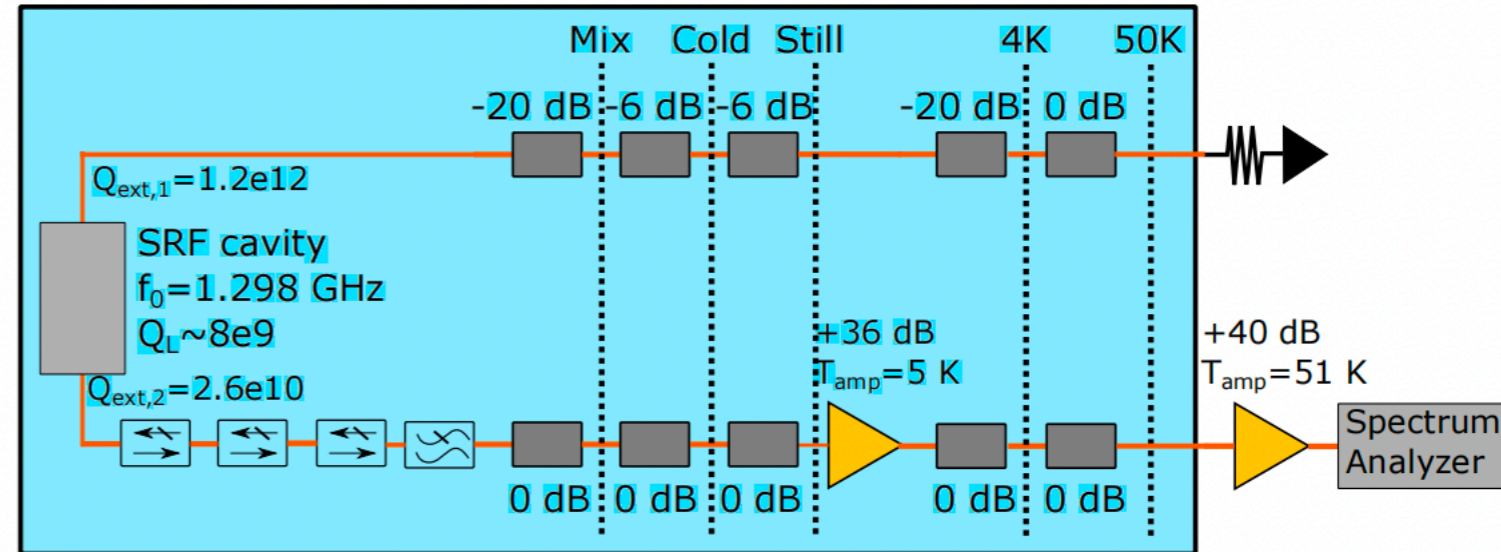 Mix Cold Still 4K 50K
-20 dB -6 dB -6 dB -20 dB 0 dB
Qext,1=1.2e12
SRF cavity
f0=1.298 GHz
QL~8e9
Qext,2=2.6e10
+36 dB
Tamp=5 K
+40 dB
Tamp=51 K
Spectrum
Analyzer
0 dB 0 dB 0 dB 0 dB 0 dB